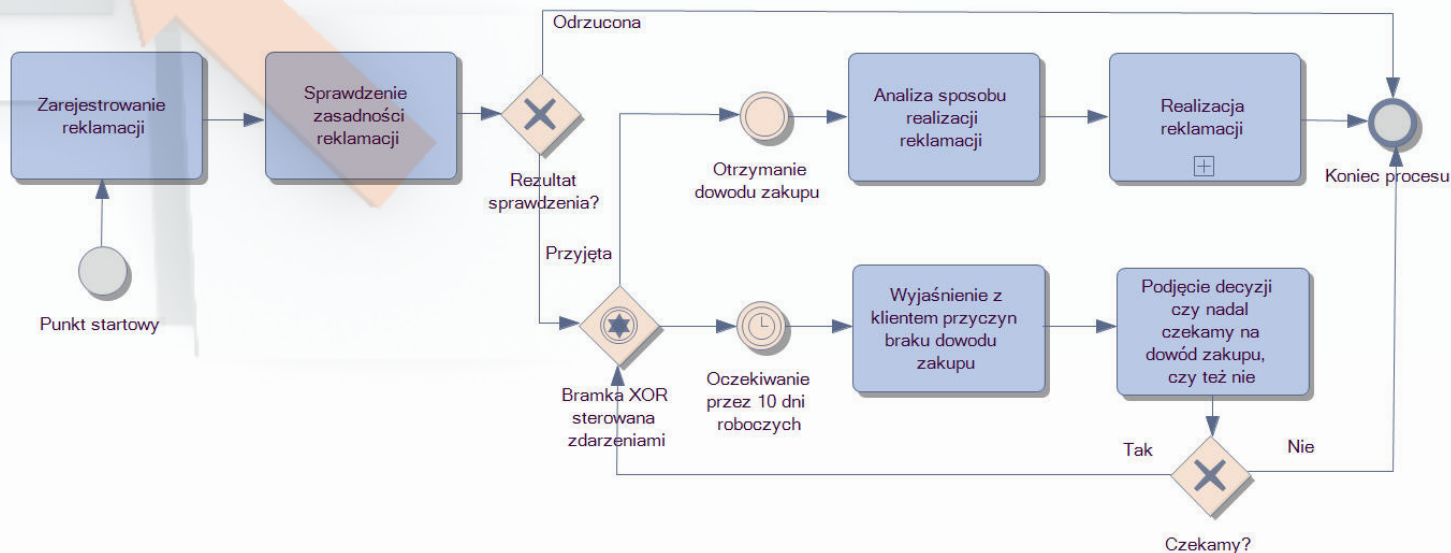 Odrzucona
Zarejestrowanie
reklamacji
Sprawdzenie
zasadności
reklamacji
Rezultat
sprawdzenia?
Otrzymanie
dowodu zakupu
Analiza sposobu
realizacji
reklamacji
Realizacja
reklamacji
Koniec procesu
Przyjęta
Punkt startowy
Bramka XOR
sterowana
zdarzeniami
Oczekiwanie
przez 10 dni
roboczych
Wyjaśnienie z
klientem przyczyn
braku dowodu
zakupu
Podjęcie decyzji
czy nadal
czekamy na
dowód zakupu,
czy też nie
Tak
Nie
Czekamy?